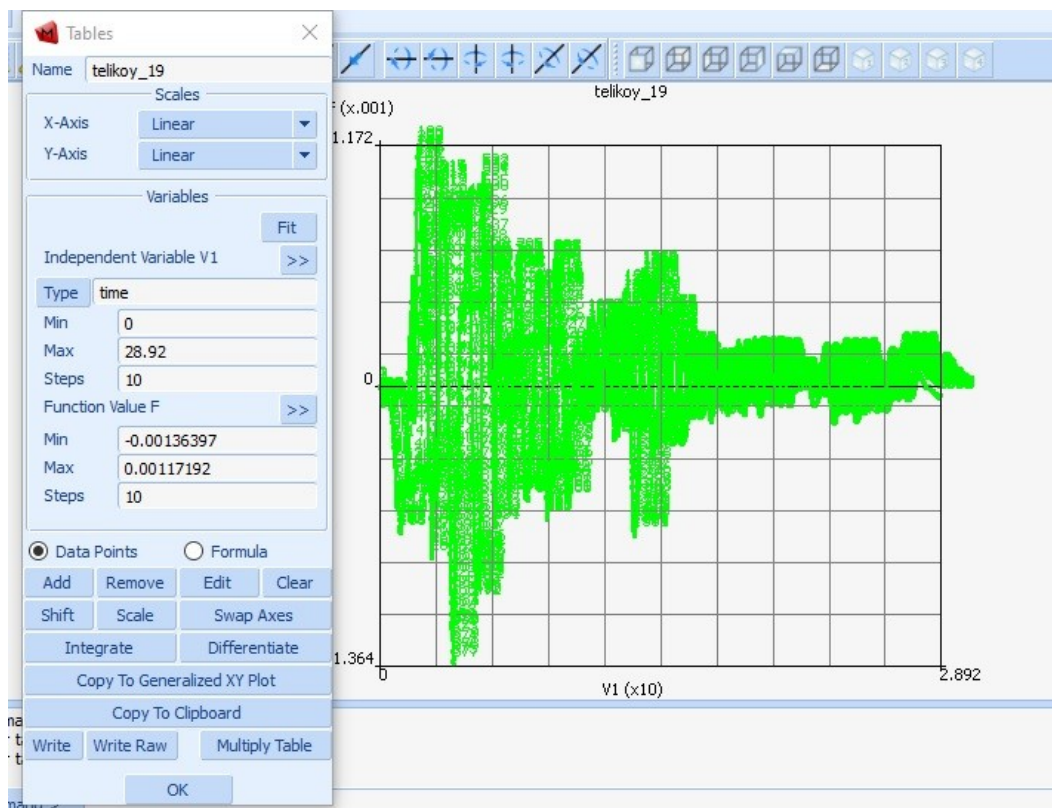 Tables
Name telikoy_19
Scales
X-Axis Linear
Y-Axis Linear
Variables
Fit
Independent Variable V1 >>
Type time
Min 0
Max 28.92
Steps 10
Function Value F >>
Min -0.00136397
Max 0.00117192
Steps 10
Data Points Formula
Add Remove Edit Clear
Shift Scale Swap Axes
Integrate Differentiate
Copy To Generalized XY Plot
Copy To Clipboard
Write Write Raw Multiply Table
OK
telikoy_19
(x.001)
1.172
0
1.364
0
2.892
V1 (x10)